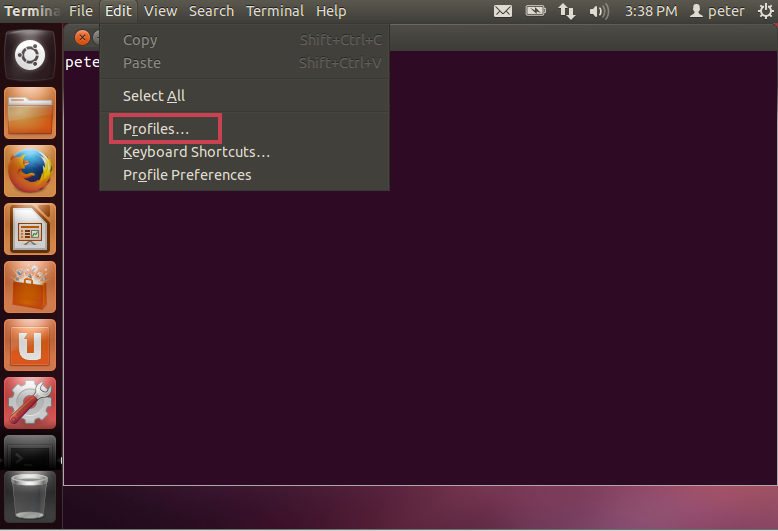 Termina File Edit View Search Terminal Help 3:38 PM peter
pete
Copy Shift+Ctrl+C
Paste Shift+Ctrl+V
Select All
Profiles...
Keyboard Shortcuts...
Profile Preferences